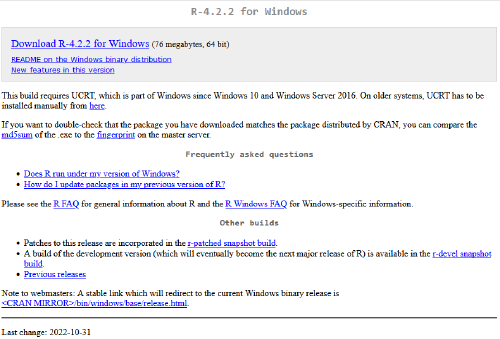 R-4.2.2 for Windows
Download R-4.2.2 for Windows (76 megabytes, 64 bit)
README on the Windows binary distribution
New features in this version
This build requires UCRT, which is part of Windows since Windows 10 and Windows Server 2016. On older systems, UCRT has to be
installed manually from here.
If you want to double-check that the package you have downloaded matches the package distributed by CRAN, you can compare the
md5sum of the .exe to the fingerprint on the master server.
Frequently asked questions
• Does R run under my version of Windows?
• How do I update packages in my previous version of R?
Please see the R FAQ for general information about R and the R Windows FAQ for Windows-specific information.
Other builds
• Patches to this release are incorporated in the r-patched snapshot build.
• A build of the development version (which will eventually become the next major release of R) is available in the r-devel snapshot
build.
• Previous releases
Note to webmasters: A stable link which will redirect to the current Windows binary release is
<CRAN MIRROR>/bin/windows/base/release.html.
Last change: 2022-10-31